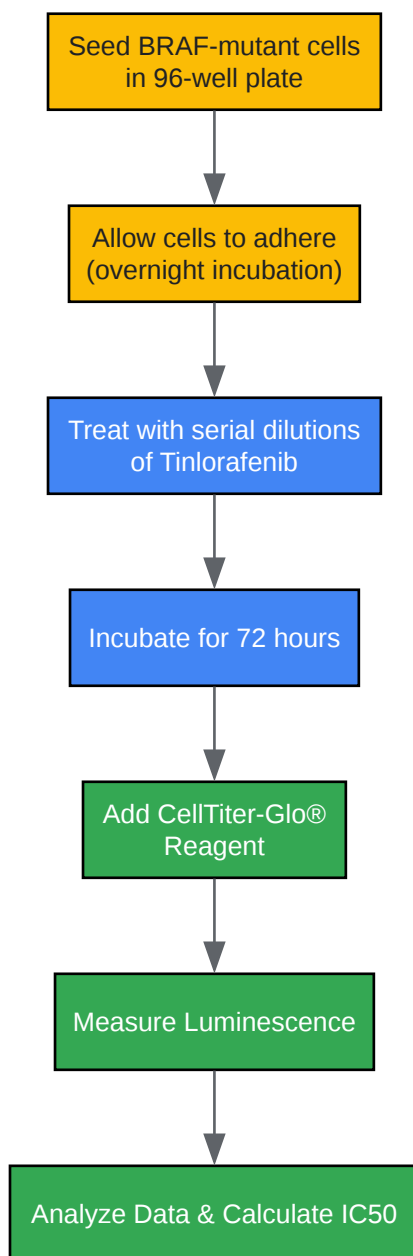 Seed BRAF-mutant cells
in 96-well plate
Allow cells to adhere
(overnight incubation)
Treat with serial dilutions
of Tinlorafenib
Incubate for 72 hours
Add CellTiter-Glo®
Reagent
Measure Luminescence
Analyze Data & Calculate IC50